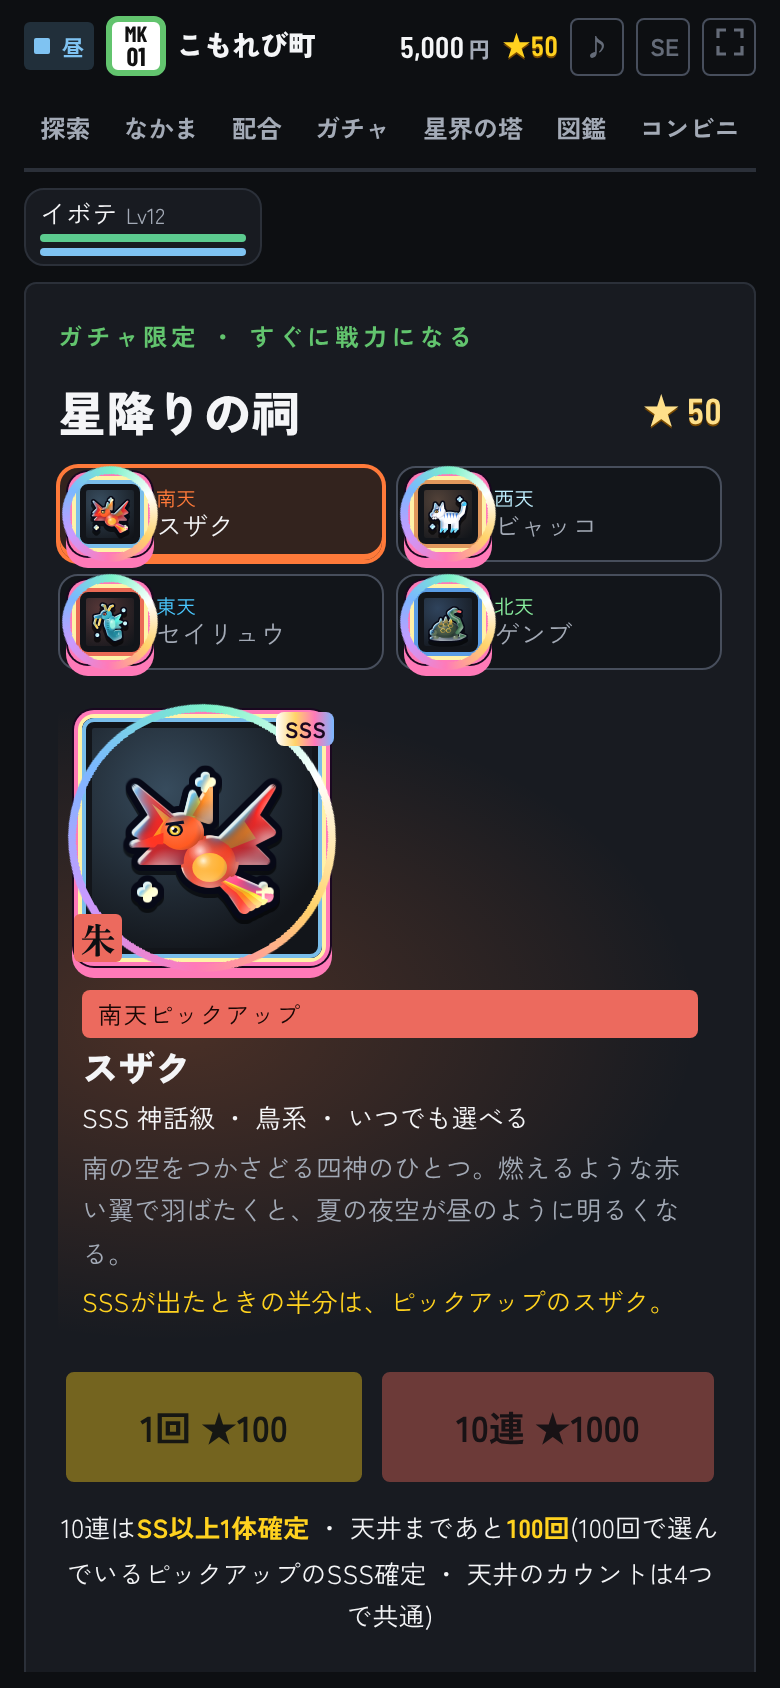 昼 MK 01 こもれび町 5,000円 ★50 ♪ SE
探索 なかま 配合 ガチャ 星界の塔 図鑑 コンビニ
イボテ Lv12
ガチャ限定 ・ すぐに戦力になる
星降りの祠 ★ 50
南天
スザク
西天
ビャッコ
東天
セイリュウ
北天
ゲンブ
SSS
朱
南天ピックアップ
スザク
SSS 神話級 ・ 鳥系 ・ いつでも選べる
南の空をつかさどる四神のひとつ。燃えるような赤
い翼で羽ばたくと、夏の夜空が昼のように明るくな
る。
SSSが出たときの半分は、ピックアップのスザク。
1回 ★100 10連 ★1000
10連はSS以上1体確定 ・ 天井まであと100回(100回で選ん
でいるピックアップのSSS確定 ・ 天井のカウントは4つ
で共通)